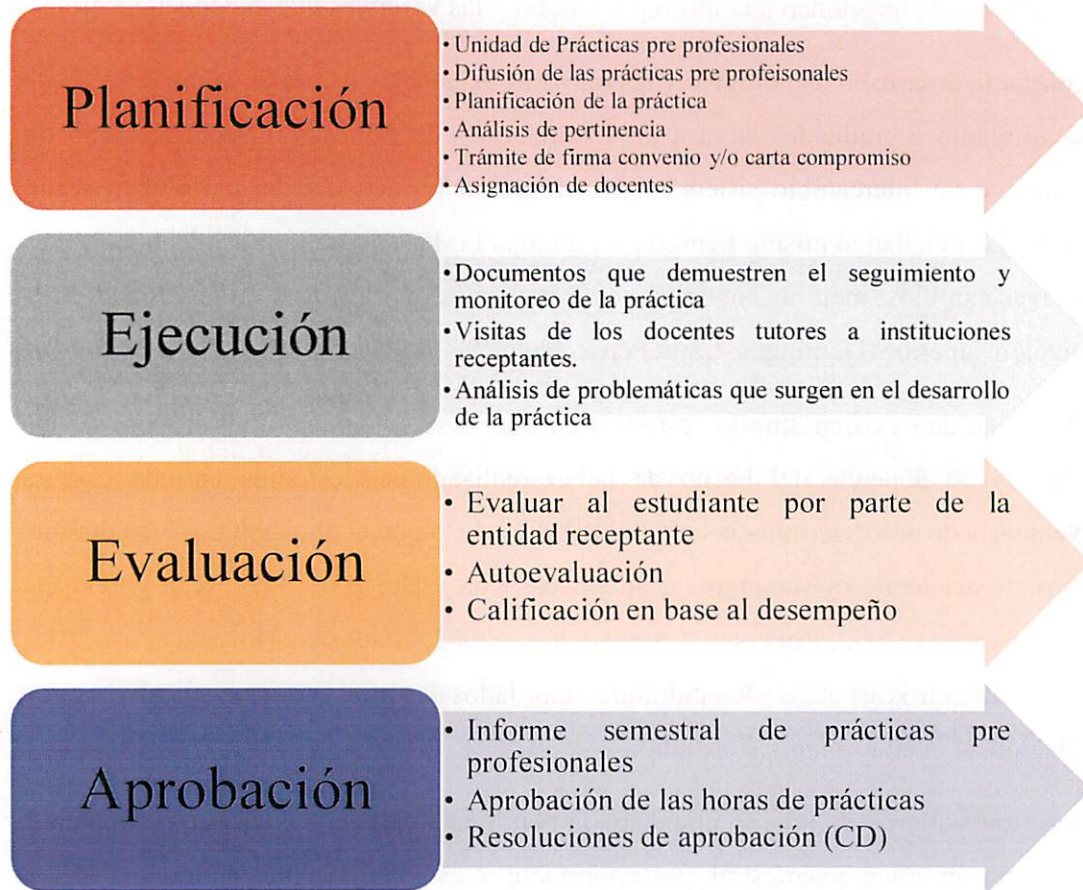 Planificación
• Unidad de Prácticas pre profesionales
• Difusión de las prácticas pre profeisonales
• Planificación de la práctica
• Análisis de pertinencia
• Trámite de firma convenio y/o carta compromiso
• Asignación de docentes
Ejecución
• Documentos que demuestren el seguimiento y
monitoreo de la práctica
• Visitas de los docentes tutores a instituciones
receptantes.
• Análisis de problemáticas que surgen en el desarrollo
de la práctica
Evaluación
• Evaluar al estudiante por parte de la
entidad receptante
• Autoevaluación
• Calificación en base al desempeño
Aprobación
• Informe semestral de prácticas pre
profesionales
• Aprobación de las horas de prácticas
• Resoluciones de aprobación (CD)